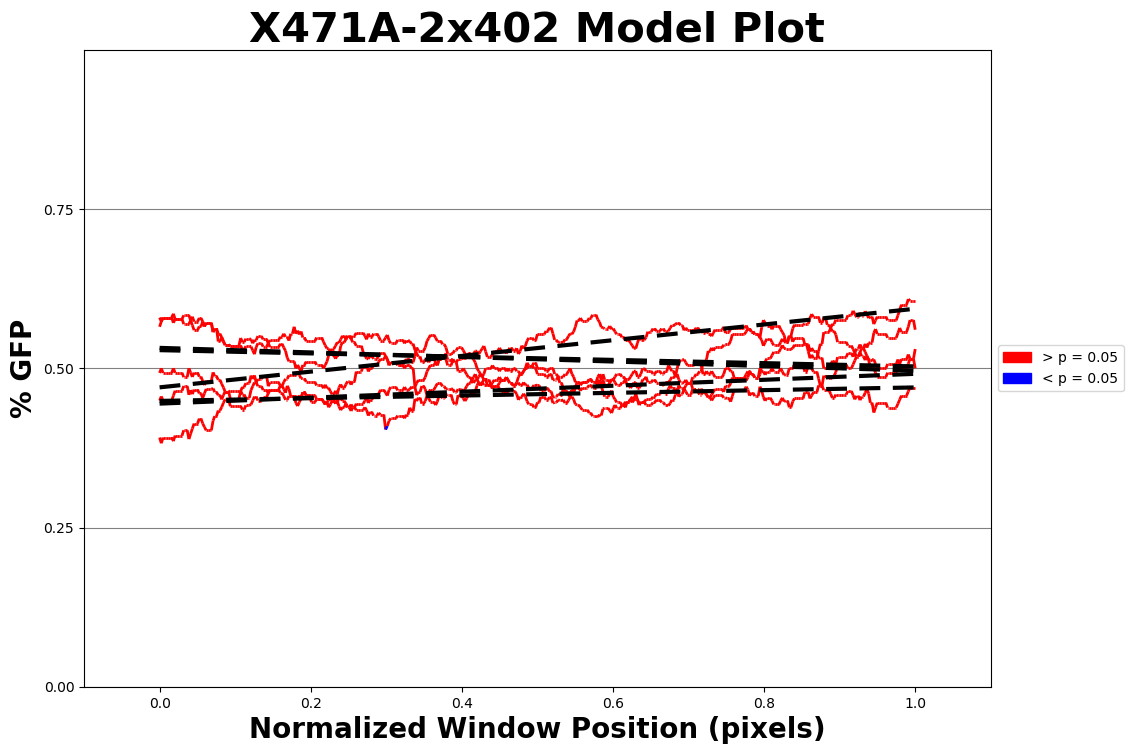 X471A-2x402 Model Plot
% GFP
0.75
0.50
0.25
0.00
0.0 0.2 0.4 0.6 0.8 1.0
Normalized Window Position (pixels)
> p = 0.05
< p = 0.05